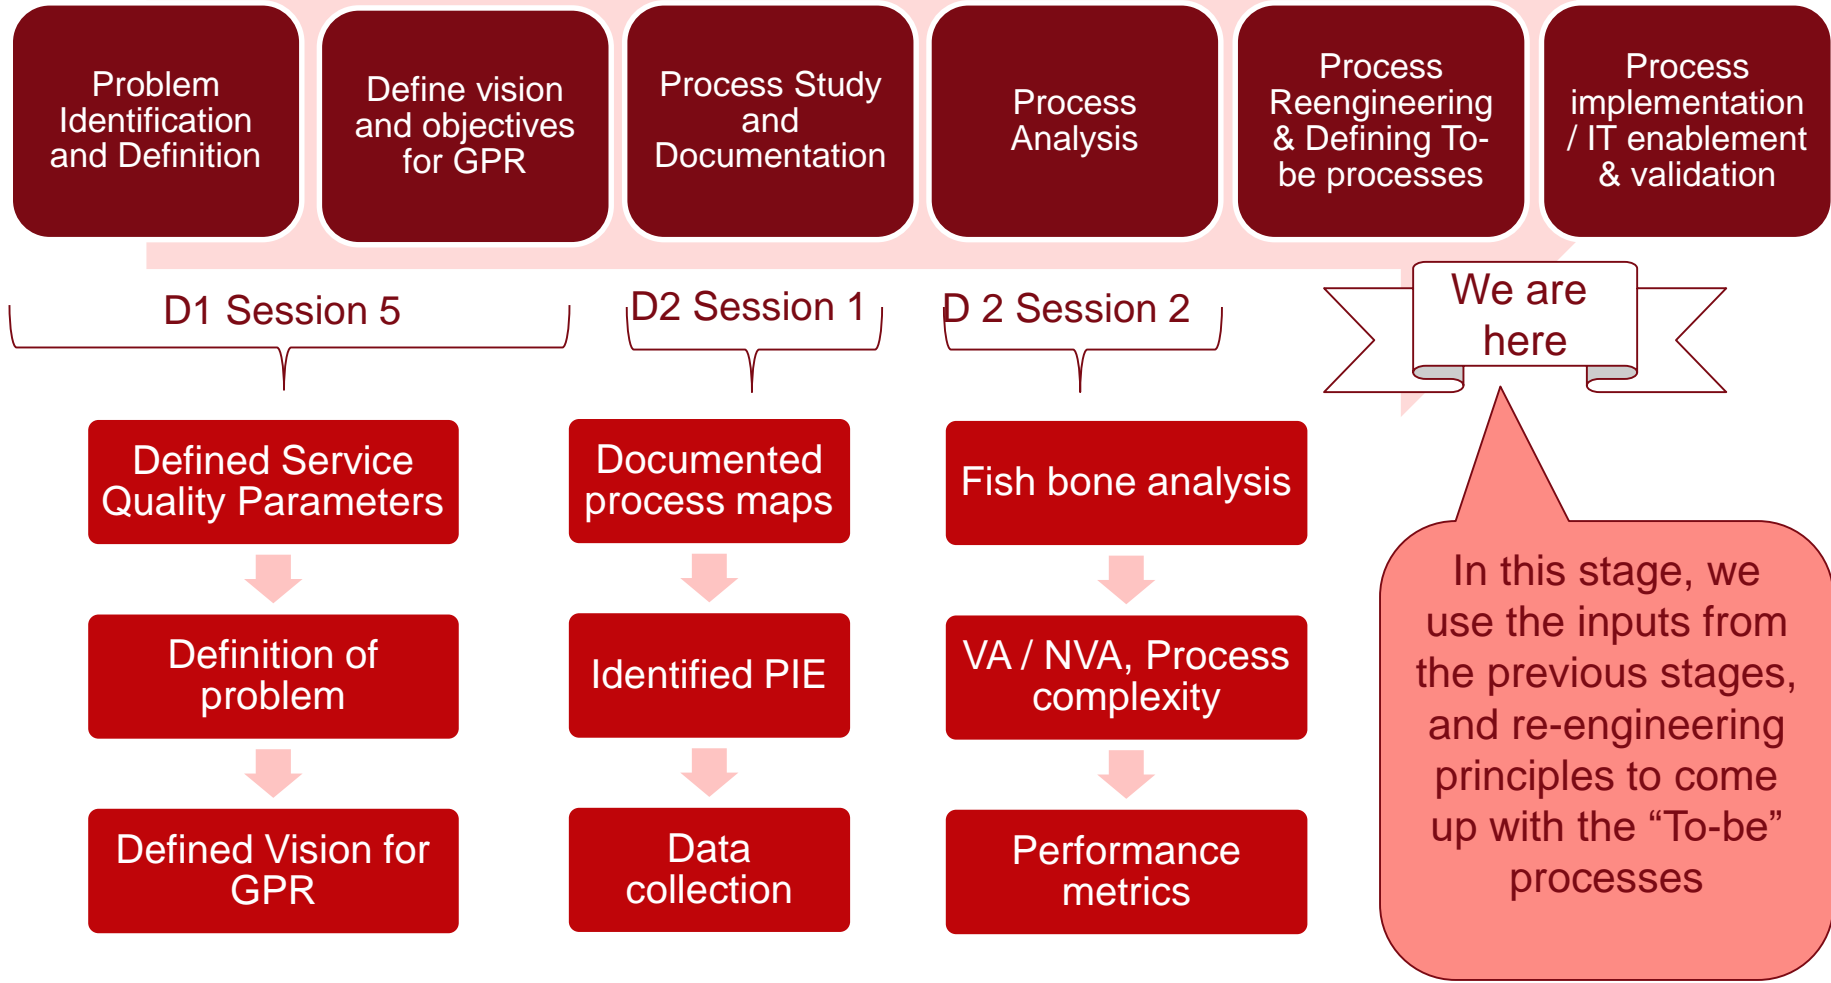 Problem
Identification
and Definition
Define vision
and objectives
for GPR
Process Study
and
Documentation
Process
Analysis
Process
Reengineering
& Defining To-
be processes
Process
implementation
/ IT enablement
& validation
D1 Session 5
D2 Session 1
D 2 Session 2
We are
here
Defined Service
Quality Parameters
Definition of
problem
Defined Vision for
GPR
Documented
process maps
Identified PIE
Data
collection
Fish bone analysis
VA / NVA, Process
complexity
Performance
metrics
In this stage, we
use the inputs from
the previous stages,
and re-engineering
principles to come
up with the “To-be”
processes